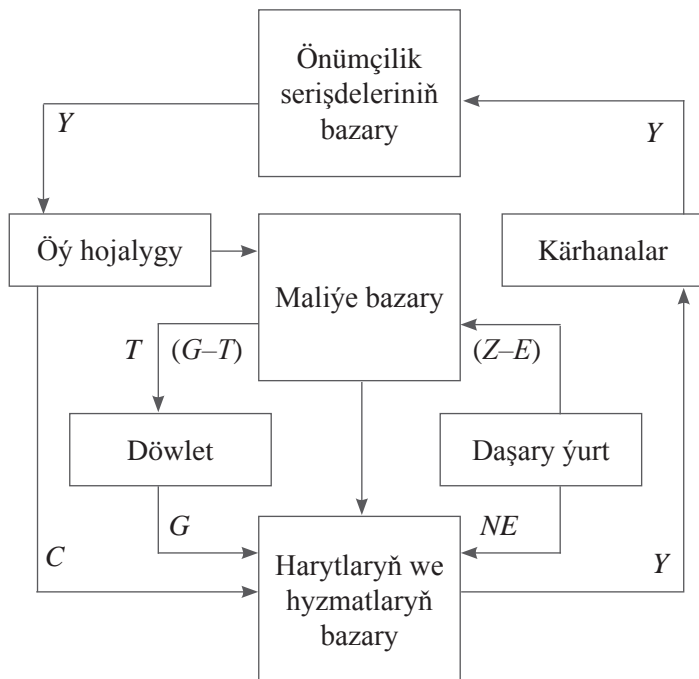 Önümçilik
serişdeleriniň
bazary
Y
Y
Öý hojalygy
Maliýe bazary
Kärhanalar
T
(G–T)
(Z–E)
Döwlet
Daşary ýurt
G
NE
C
Harytlaryň we
hyzmatlaryň
bazary
Y